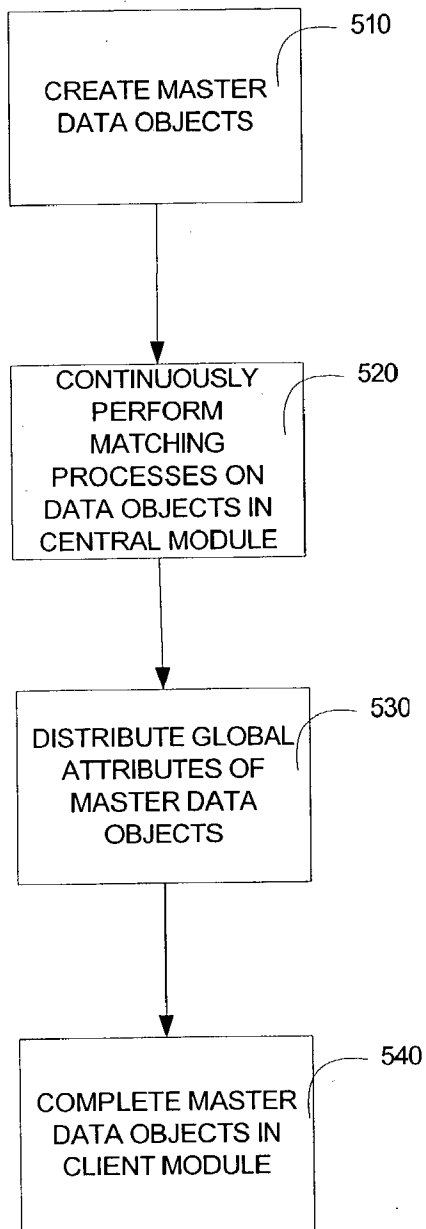 510
CREATE MASTER
DATA OBJECTS
520
CONTINUOUSLY
PERFORM
MATCHING
PROCESSES ON
DATA OBJECTS IN
CENTRAL MODULE
530
DISTRIBUTE GLOBAL
ATTRIBUTES OF
MASTER DATA
OBJECTS
540
COMPLETE MASTER
DATA OBJECTS IN
CLIENT MODULE